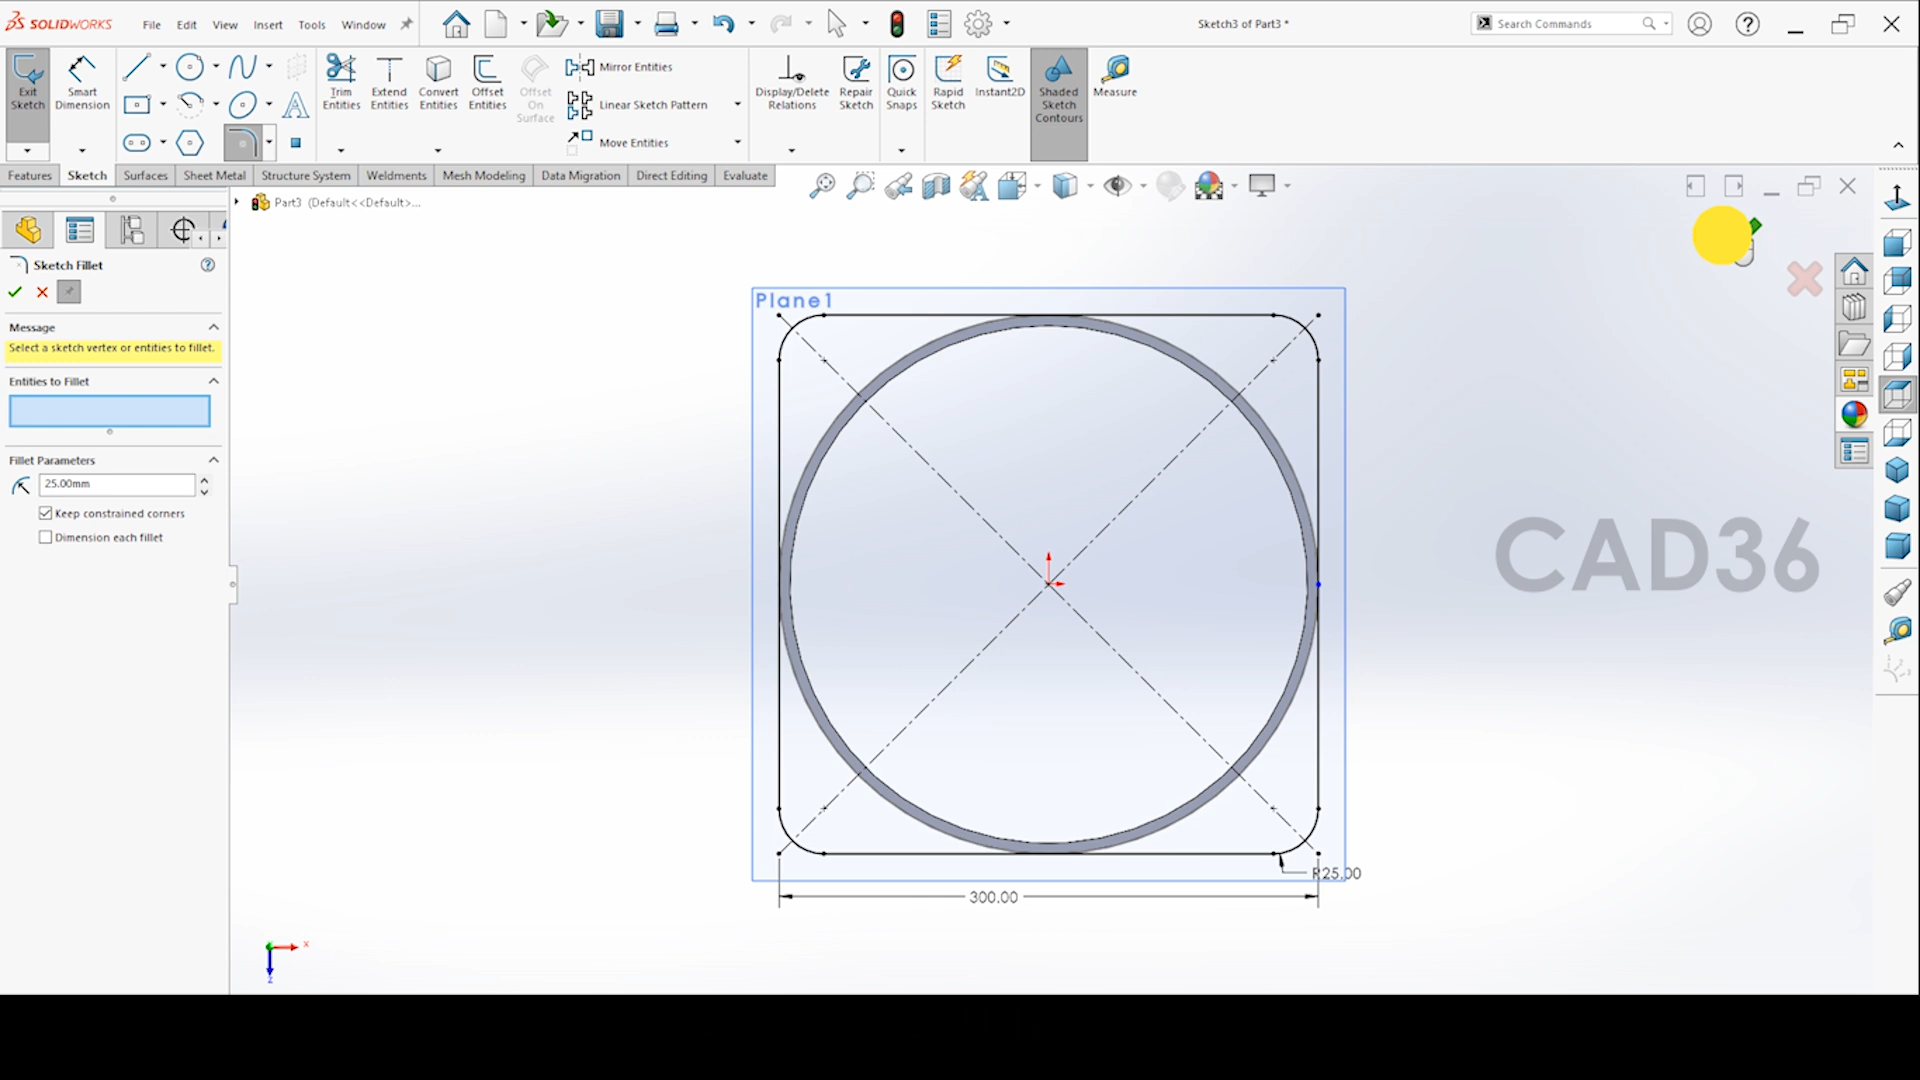 SOLIDWORKS File Edit View Insert Tools Window Sketch3 of Part3 * Search Commands
Exit Sketch
Smart Dimension
Trim Entities
Extend Entities
Convert Entities
Offset Entities
Offset On Surface
Mirror Entities
Linear Sketch Pattern
Move Entities
Display/Delete Relations
Repair Sketch
Quick Snaps
Rapid Sketch
Instant2D
Shaded Sketch Contours
Measure
Features Sketch Surfaces Sheet Metal Structure System Weldments Mesh Modeling Data Migration Direct Editing Evaluate
Part3 (Default<<Default>...
Sketch Fillet
Message
Select a sketch vertex or entities to fillet.
Entities to Fillet
Fillet Parameters
25.00mm
Keep constrained corners
Dimension each fillet
Plane1
CAD36
R25.00
300.00
x
z